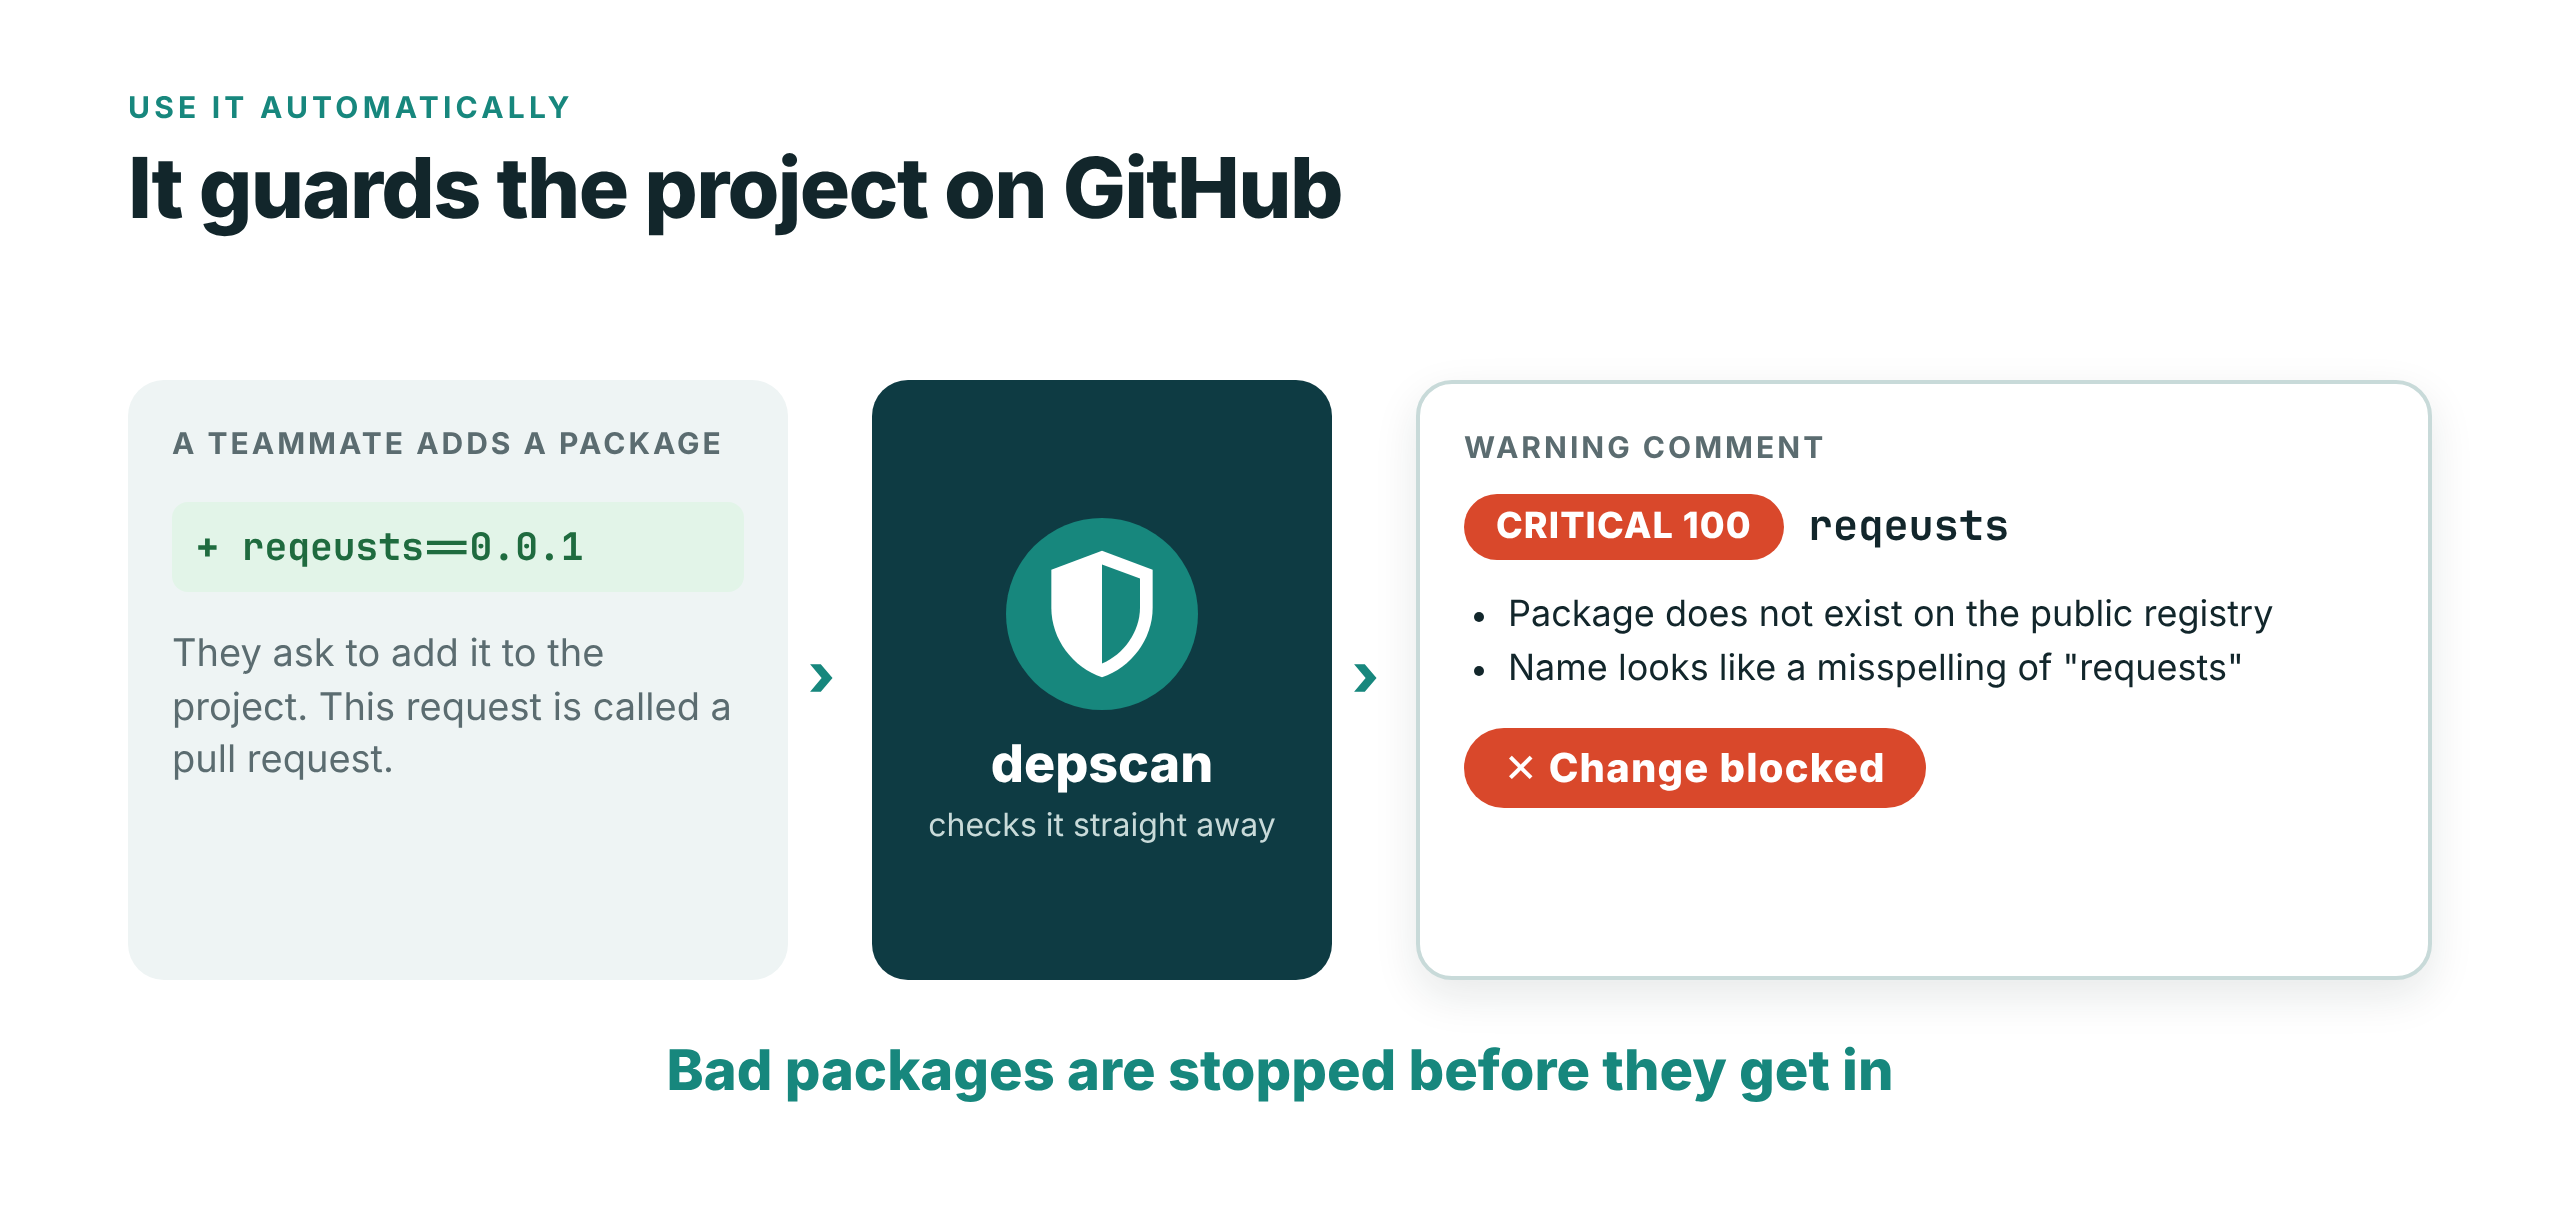 USE IT AUTOMATICALLY
It guards the project on GitHub
A TEAMMATE ADDS A PACKAGE
+ reqeusts==0.0.1
They ask to add it to the
project. This request is called a
pull request.
›
depscan
checks it straight away
›
WARNING COMMENT
CRITICAL 100 reqeusts
• Package does not exist on the public registry
• Name looks like a misspelling of "requests"
✕ Change blocked
Bad packages are stopped before they get in